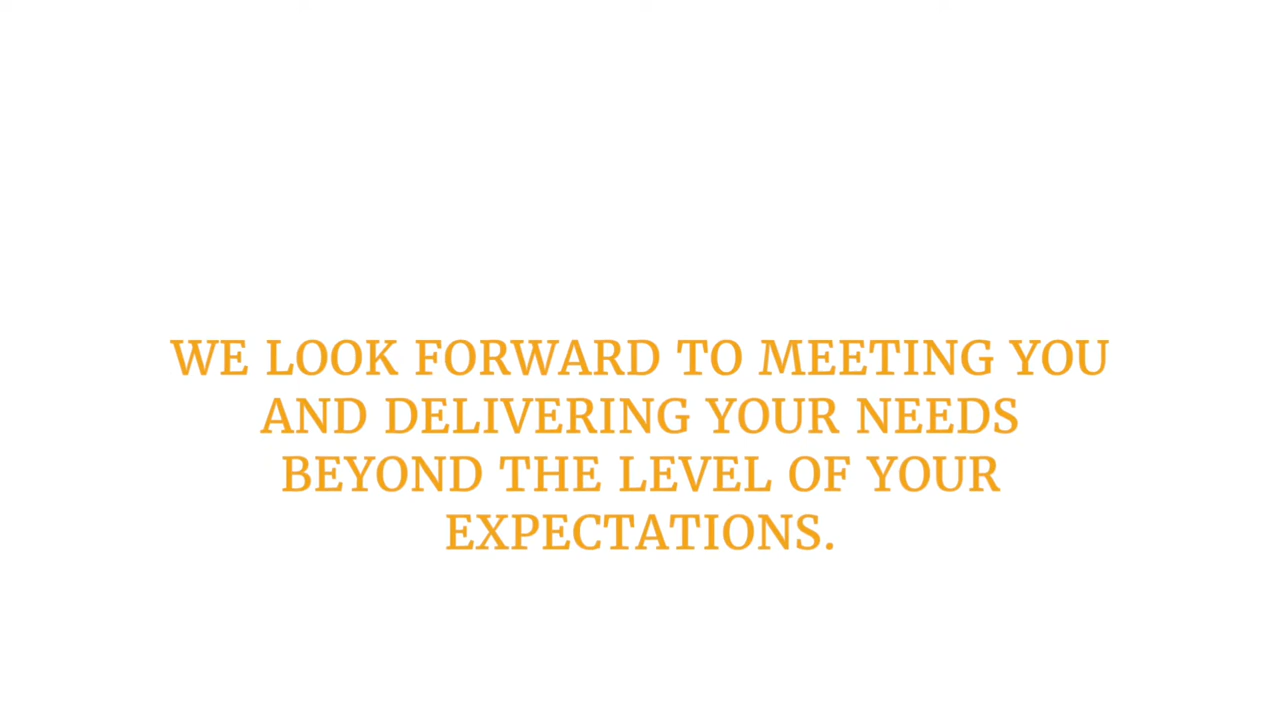 WE LOOK FORWARD TO MEETING YOU
AND DELIVERING YOUR NEEDS
BEYOND THE LEVEL OF YOUR
EXPECTATIONS.